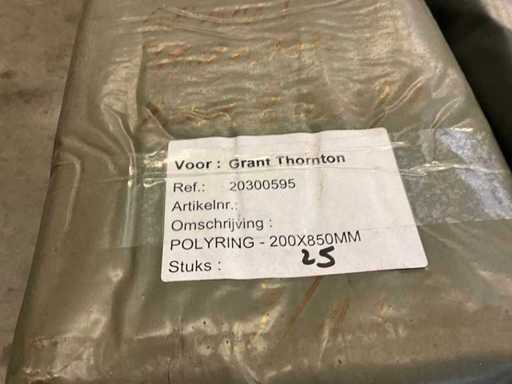 Voor : Grant Thornton
Ref.: 20300595
Artikelnr.:
Omschrijving :
POLYRING - 200X850MM
Stuks : 25